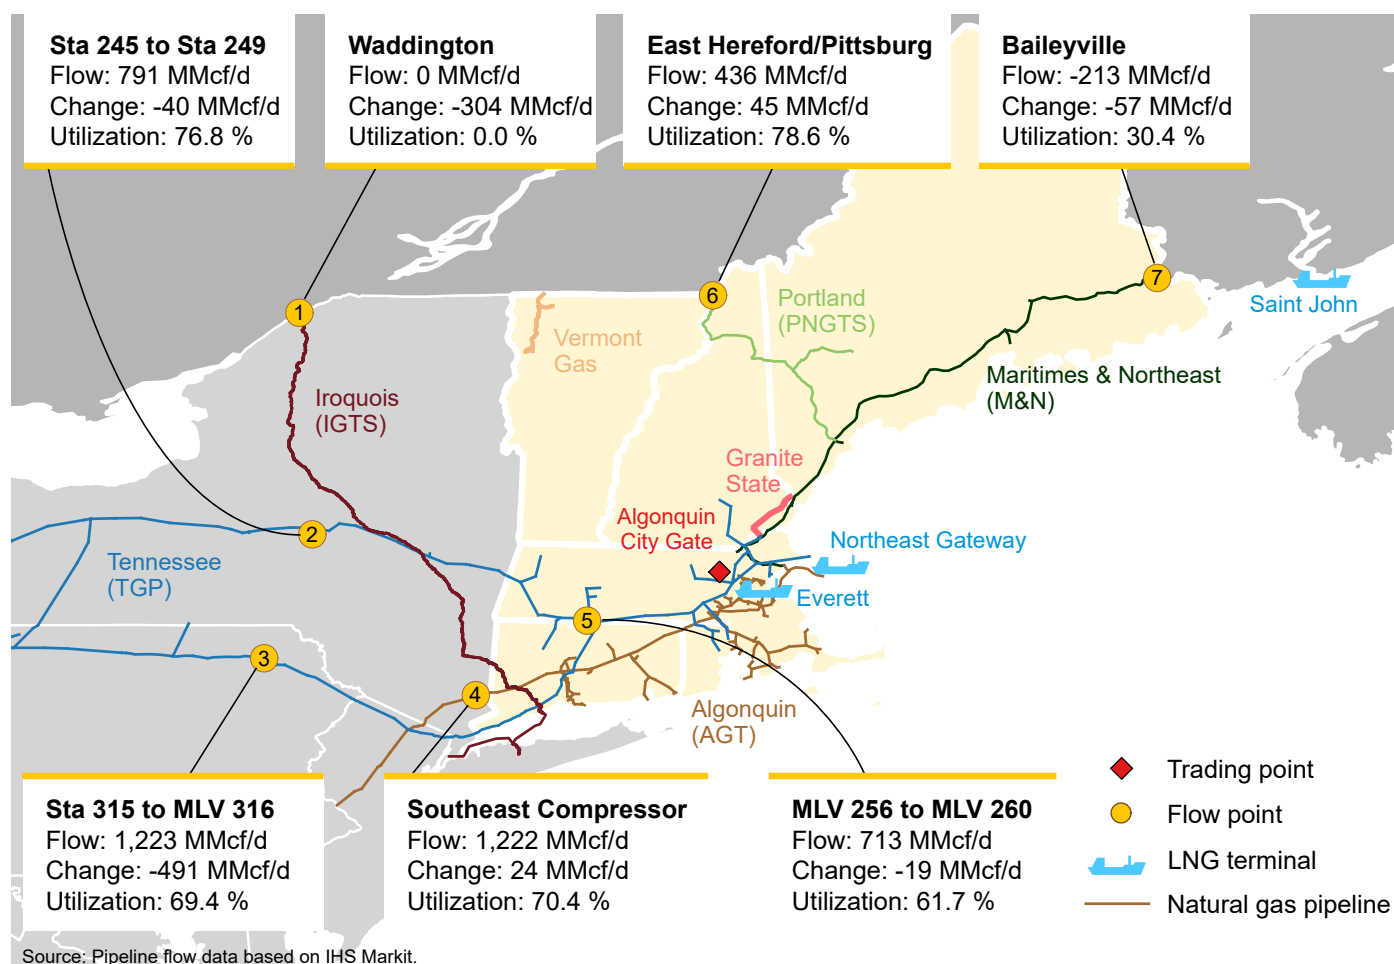 Sta 245 to Sta 249
Flow: 791 MMcf/d
Change: -40 MMcf/d
Utilization: 76.8 %
Waddington
Flow: 0 MMcf/d
Change: -304 MMcf/d
Utilization: 0.0 %
East Hereford/Pittsburg
Flow: 436 MMcf/d
Change: 45 MMcf/d
Utilization: 78.6 %
Baileyville
Flow: -213 MMcf/d
Change: -57 MMcf/d
Utilization: 30.4 %
7
6
1
Saint John
Portland
(PNGTS)
Vermont
Gas
Maritimes & Northeast
(M&N)
Iroquois
(IGTS)
Granite
State
Algonquin
City Gate
2
Northeast Gateway
Tennessee
(TGP)
Everett
5
3
4
Algonquin
(AGT)
Sta 315 to MLV 316
Flow: 1,223 MMcf/d
Change: -491 MMcf/d
Utilization: 69.4 %
Southeast Compressor
Flow: 1,222 MMcf/d
Change: 24 MMcf/d
Utilization: 70.4 %
MLV 256 to MLV 260
Flow: 713 MMcf/d
Change: -19 MMcf/d
Utilization: 61.7 %
Trading point
Flow point
LNG terminal
Natural gas pipeline
Source: Pipeline flow data based on IHS Markit.